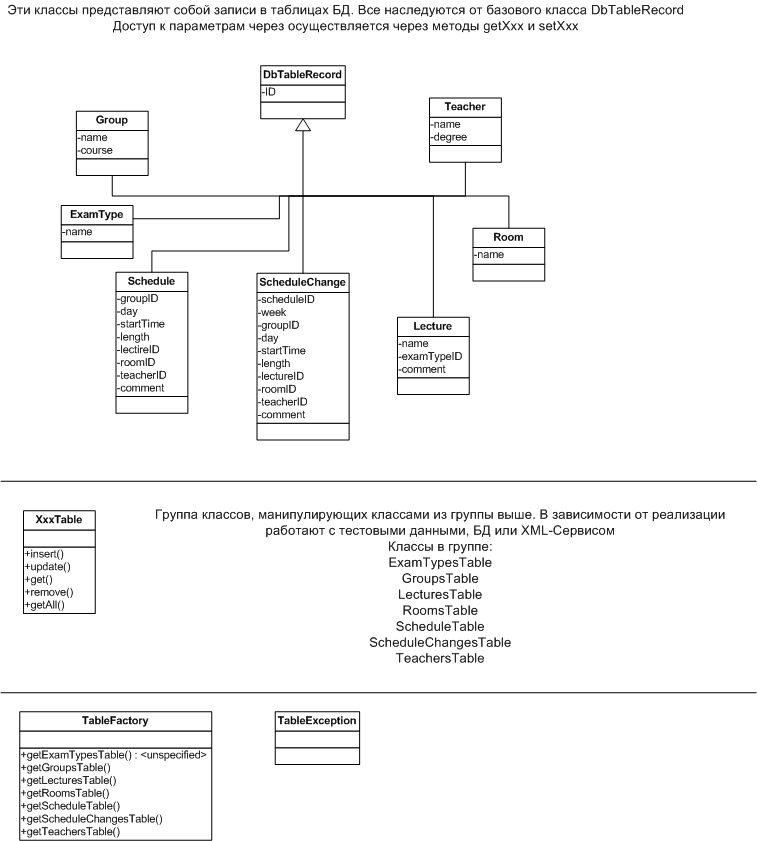 Эти классы представляют собой записи в таблицах БД. Все наследуются от базового класса DbTableRecord
Доступ к параметрам через осуществляется через методы getXxx и setXxx
DbTableRecord
-ID
Group
-name
-course
Teacher
-name
-degree
ExamType
-name
Room
-name
Schedule
-groupID
-day
-startTime
-length
-lectireID
-roomID
-teacherID
-comment
ScheduleChange
-scheduleID
-week
-groupID
-day
-startTime
-length
-lectureID
-roomID
-teacherID
-comment
Lecture
-name
-examTypeID
-comment
XxxTable
+insert()
+update()
+get()
+remove()
+getAll()
Группа классов, манипулирующих классами из группы выше. В зависимости от реализации
работают с тестовыми данными, БД или XML-Сервисом
Классы в группе:
ExamTypesTable
GroupsTable
LecturesTable
RoomsTable
ScheduleTable
ScheduleChangesTable
TeachersTable
TableFactory
+getExamTypesTable() : <unspecified>
+getGroupsTable()
+getLecturesTable()
+getRoomsTable()
+getScheduleTable()
+getScheduleChangesTable()
+getTeachersTable()
TableException